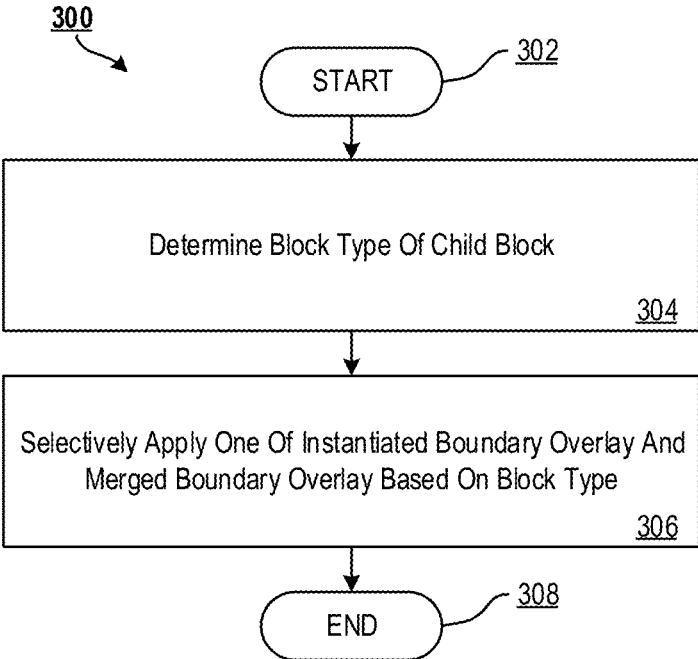 300
302
START
Determine Block Type Of Child Block
304
Selectively Apply One Of Instantiated Boundary Overlay And
Merged Boundary Overlay Based On Block Type
306
308
END